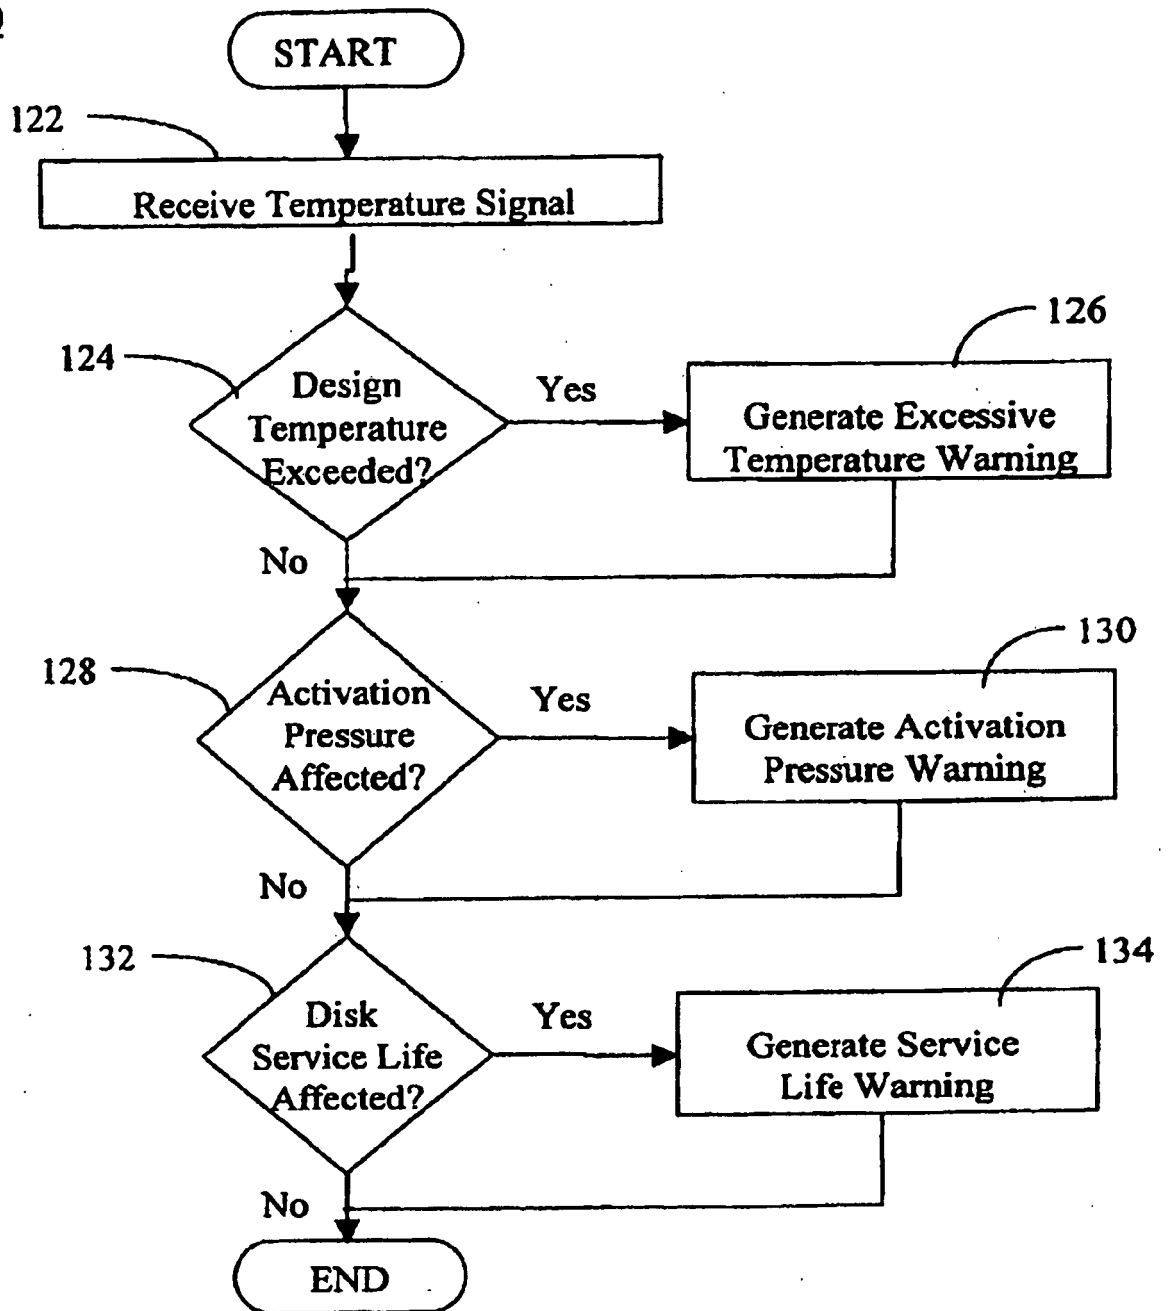 START
122
Receive Temperature Signal
124
Design
Temperature
Exceeded?
Yes
126
Generate Excessive
Temperature Warning
No
128
Activation
Pressure
Affected?
Yes
130
Generate Activation
Pressure Warning
No
132
Disk
Service Life
Affected?
Yes
134
Generate Service
Life Warning
No
END